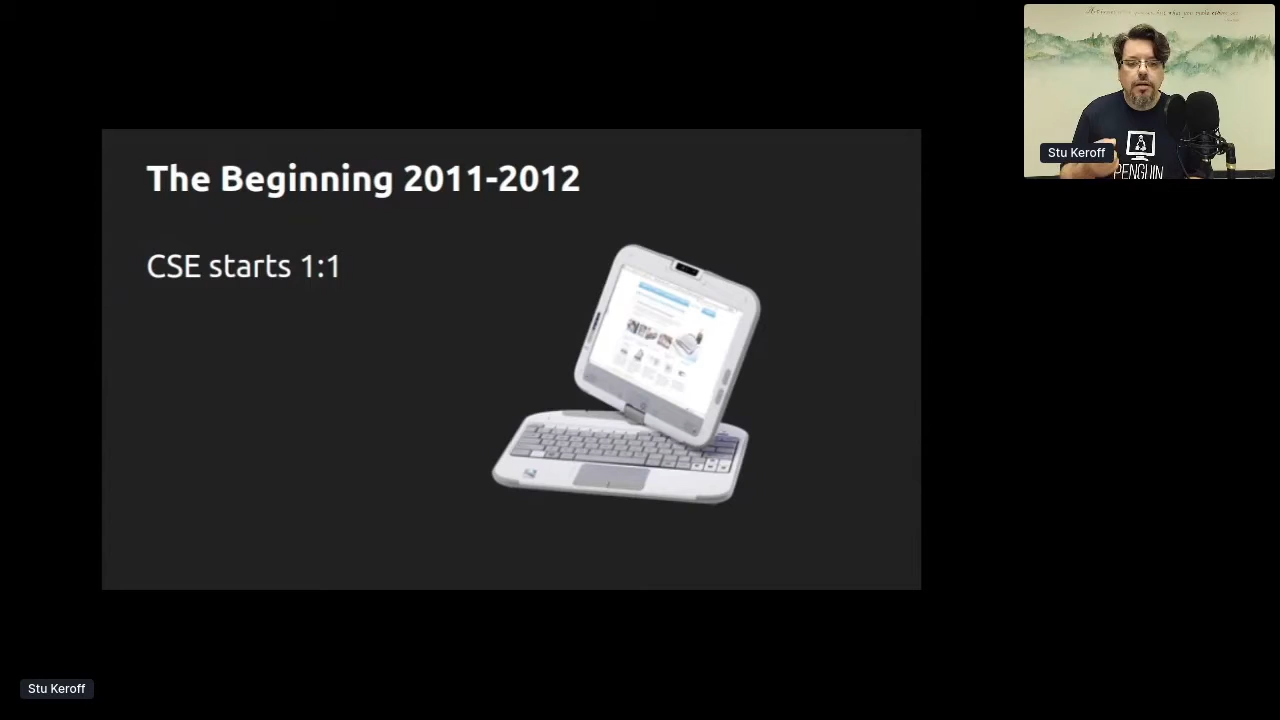 The Beginning 2011-2012
CSE starts 1:1
Stu Keroff
PENGUIN
Stu Keroff